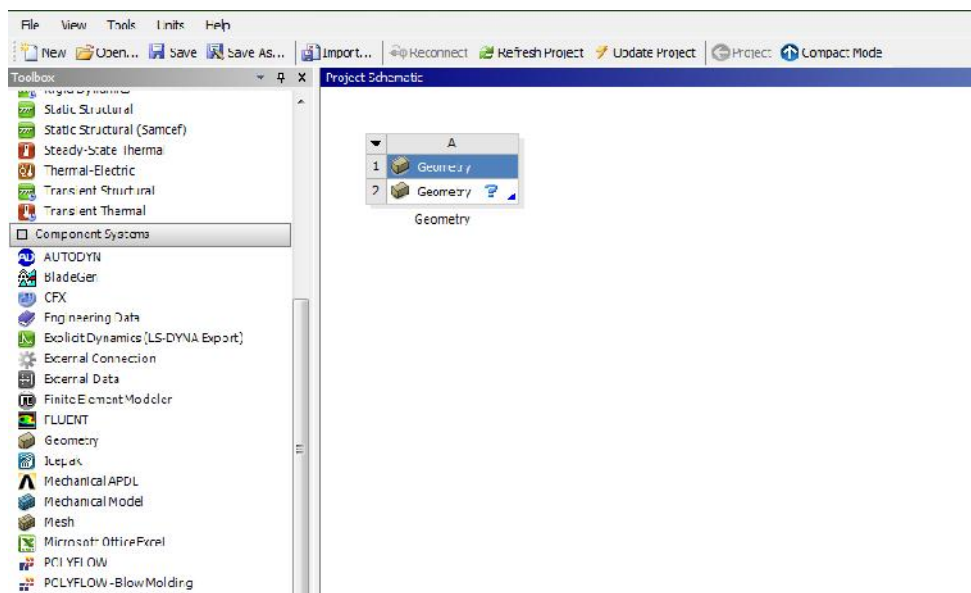 File View Tools Units Help
New Open... Save Save As... Import... Reconnect Refresh Project Update Project Project Compact Mode
Toolbox
Project Schematic
Rigid Dynamics
Static Structural
Static Structural (Samcef)
Steady-State Thermal
Thermal-Electric
Transient Structural
Transient Thermal
Component Systems
AUTODYN
BladeGen
CFX
Engineering Data
Explicit Dynamics (LS-DYNA Export)
External Connection
External Data
Finite Element Modeler
FLUENT
Geometry
Icepak
Mechanical APDL
Mechanical Model
Mesh
Microsoft Office Excel
POLYFLOW
POLYFLOW - Blow Molding
A
1 Geometry
2 Geometry ?
Geometry